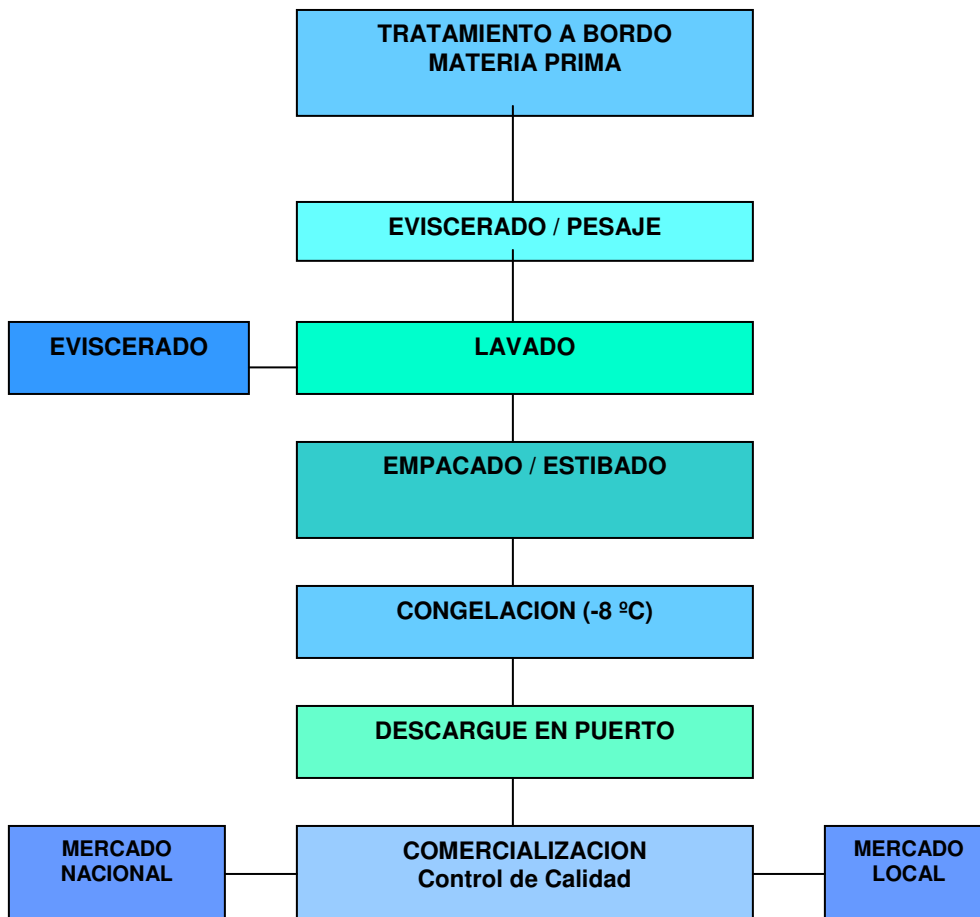 TRATAMIENTO A BORDO
MATERIA PRIMA
EVISCERADO / PESAJE
EVISCERADO
LAVADO
EMPACADO / ESTIBADO
CONGELACION (-8 ºC)
DESCARGUE EN PUERTO
MERCADO
NACIONAL
COMERCIALIZACION
Control de Calidad
MERCADO
LOCAL